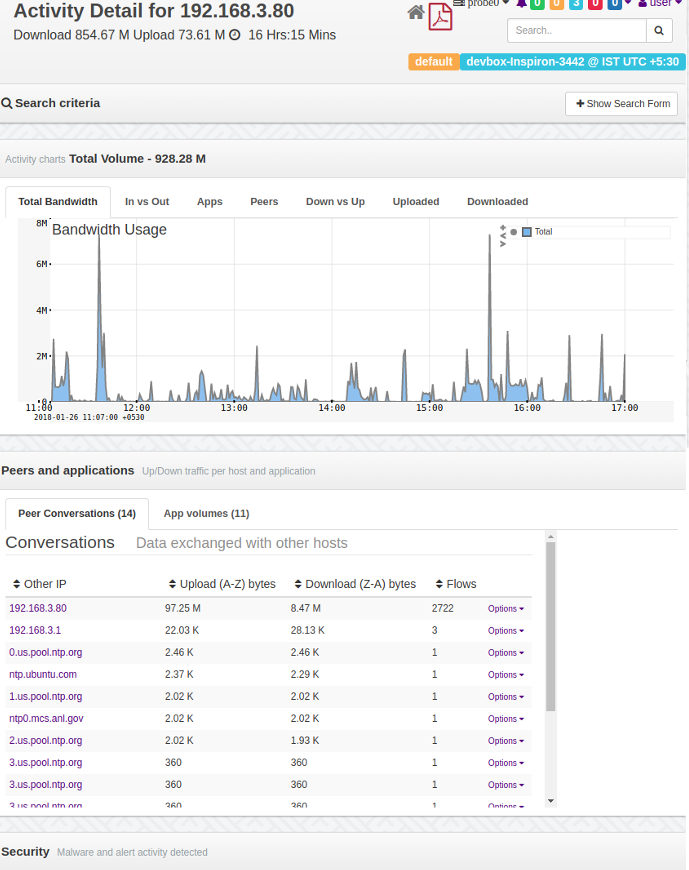 Activity Detail for 192.168.3.80
probe0
0 0 3 0 0 user
Download 854.67 M Upload 73.61 M 16 Hrs:15 Mins
Search..
default devbox-Inspiron-3442 @ IST UTC +5:30
Search criteria
Show Search Form
Activity charts Total Volume - 928.28 M
Total Bandwidth In vs Out Apps Peers Down vs Up Uploaded Downloaded
Bandwidth Usage
Total
8M
6M
4M
2M
0
11:00 12:00 13:00 14:00 15:00 16:00 17:00
2018-01-26 11:07:00 +0530
Peers and applications Up/Down traffic per host and application
Peer Conversations (14) App volumes (11)
Conversations Data exchanged with other hosts
Other IP Upload (A-Z) bytes Download (Z-A) bytes Flows
192.168.3.80 97.25 M 8.47 M 2722 Options
192.168.3.1 22.03 K 28.13 K 3 Options
0.us.pool.ntp.org 2.46 K 2.46 K 1 Options
ntp.ubuntu.com 2.37 K 2.29 K 1 Options
1.us.pool.ntp.org 2.02 K 2.02 K 1 Options
ntp0.mcs.anl.gov 2.02 K 2.02 K 1 Options
2.us.pool.ntp.org 2.02 K 1.93 K 1 Options
3.us.pool.ntp.org 360 360 1 Options
3.us.pool.ntp.org 360 360 1 Options
3.us.pool.ntp.org 360 360 1 Options
Security Malware and alert activity detected